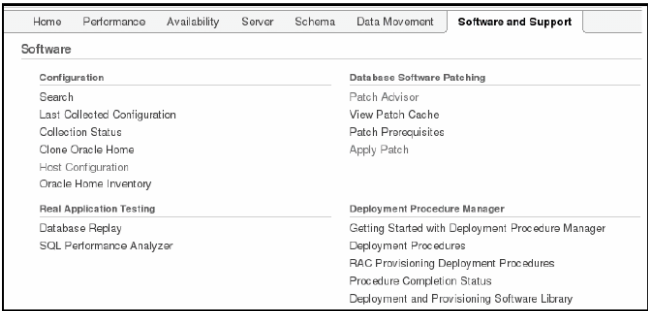 Home Performance Availability Server Schema Data Movement Software and Support
Software
Configuration
Search
Last Collected Configuration
Collection Status
Clone Oracle Home
Host Configuration
Oracle Home Inventory
Database Software Patching
Patch Advisor
View Patch Cache
Patch Prerequisites
Apply Patch
Real Application Testing
Database Replay
SQL Performance Analyzer
Deployment Procedure Manager
Getting Started with Deployment Procedure Manager
Deployment Procedures
RAC Provisioning Deployment Procedures
Procedure Completion Status
Deployment and Provisioning Software Library